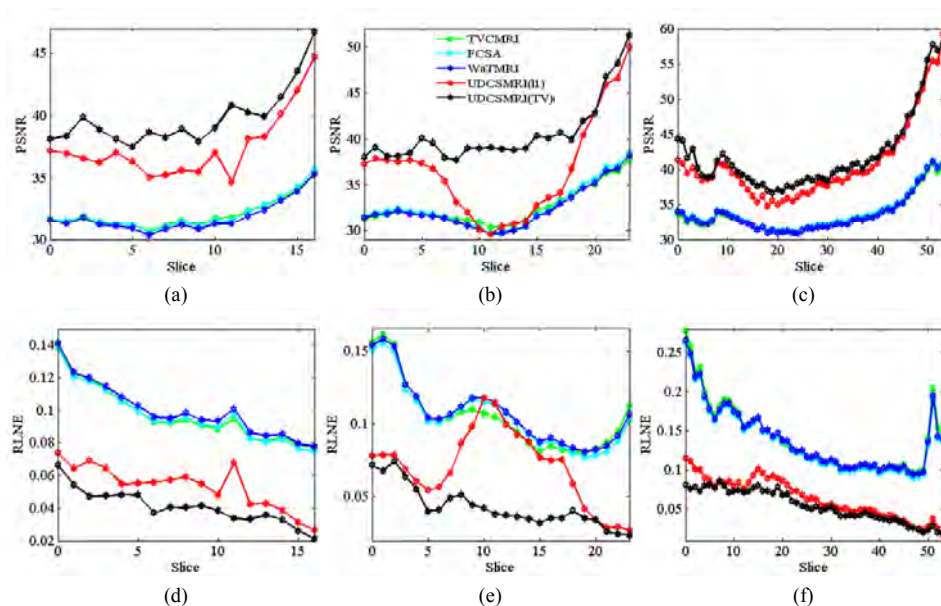 45
40
35
30
PSNR
0 5 10 15
Slice
(a)
50
45
40
35
30
PSNR
TVCMRI
FCSA
WaTMRI
UDCSMRI(l1)
UDCSMRI(TV)
0 5 10 15 20
Slice
(b)
60
55
50
45
40
35
30
PSNR
0 10 20 30 40 50
Slice
(c)
0.14
0.12
0.1
0.08
0.06
0.04
0.02
RLNE
0 5 10 15
Slice
(d)
0.15
0.1
0.05
RLNE
0 5 10 15 20
Slice
(e)
0.25
0.2
0.15
0.1
0.05
RLNE
0 10 20 30 40 50
Slice
(f)